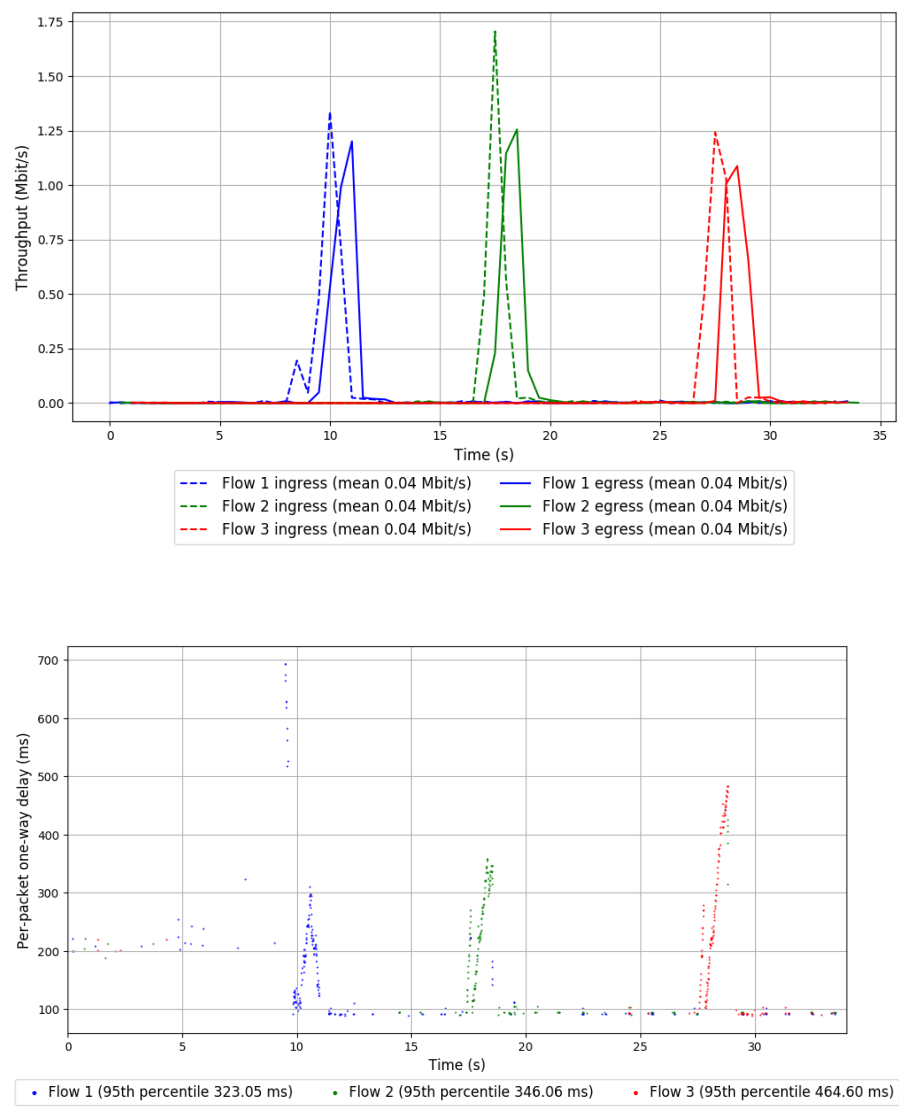 1.75
1.50
1.25
1.00
0.75
0.50
0.25
0.00
Throughput (Mbit/s)
0 5 10 15 20 25 30 35
Time (s)
Flow 1 ingress (mean 0.04 Mbit/s) Flow 1 egress (mean 0.04 Mbit/s)
Flow 2 ingress (mean 0.04 Mbit/s) Flow 2 egress (mean 0.04 Mbit/s)
Flow 3 ingress (mean 0.04 Mbit/s) Flow 3 egress (mean 0.04 Mbit/s)
700
600
500
400
300
200
100
Per-packet one-way delay (ms)
0 5 10 15 20 25 30
Time (s)
Flow 1 (95th percentile 323.05 ms) Flow 2 (95th percentile 346.06 ms) Flow 3 (95th percentile 464.60 ms)